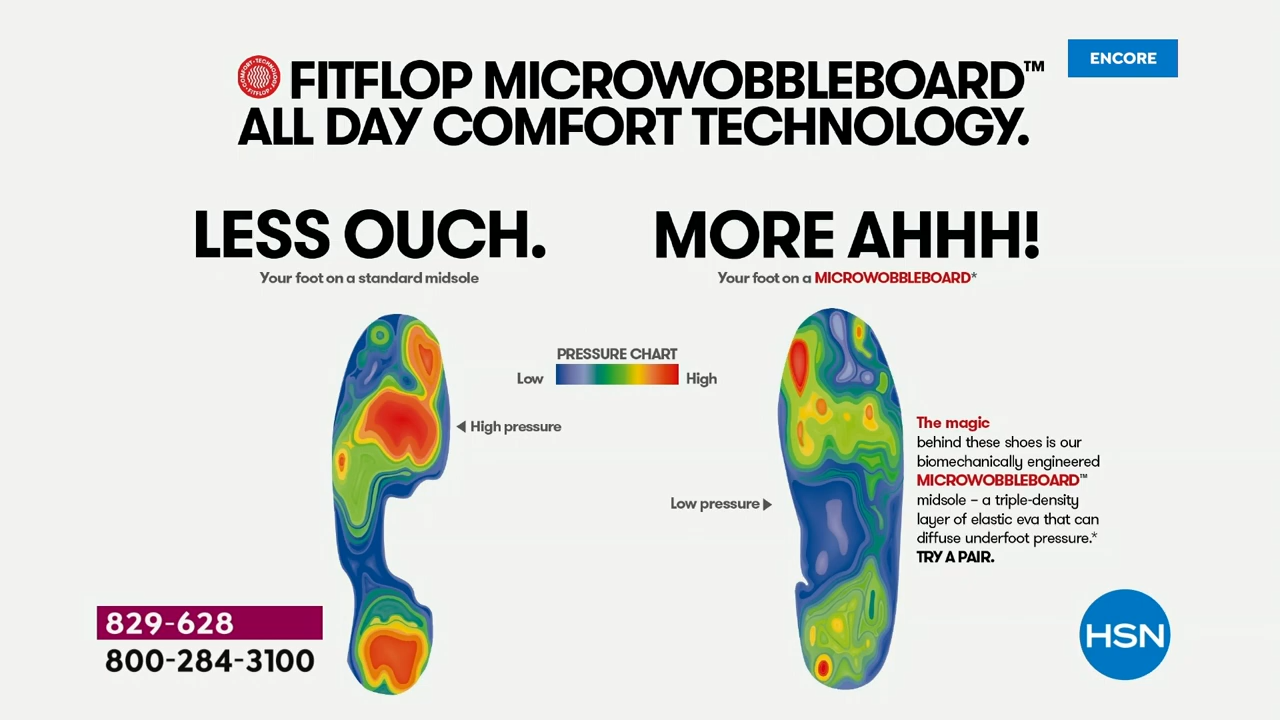 ENCORE
FITFLOP MICROWOBBLEBOARD™
ALL DAY COMFORT TECHNOLOGY.
LESS OUCH.
Your foot on a standard midsole
MORE AHHH!
Your foot on a MICROWOBBLEBOARD*
PRESSURE CHART
Low
High
High pressure
Low pressure
The magic
behind these shoes is our
biomechanically engineered
MICROWOBBLEBOARD™
midsole – a triple-density
layer of elastic eva that can
diffuse underfoot pressure.*
TRY A PAIR.
829-628
800-284-3100
HSN